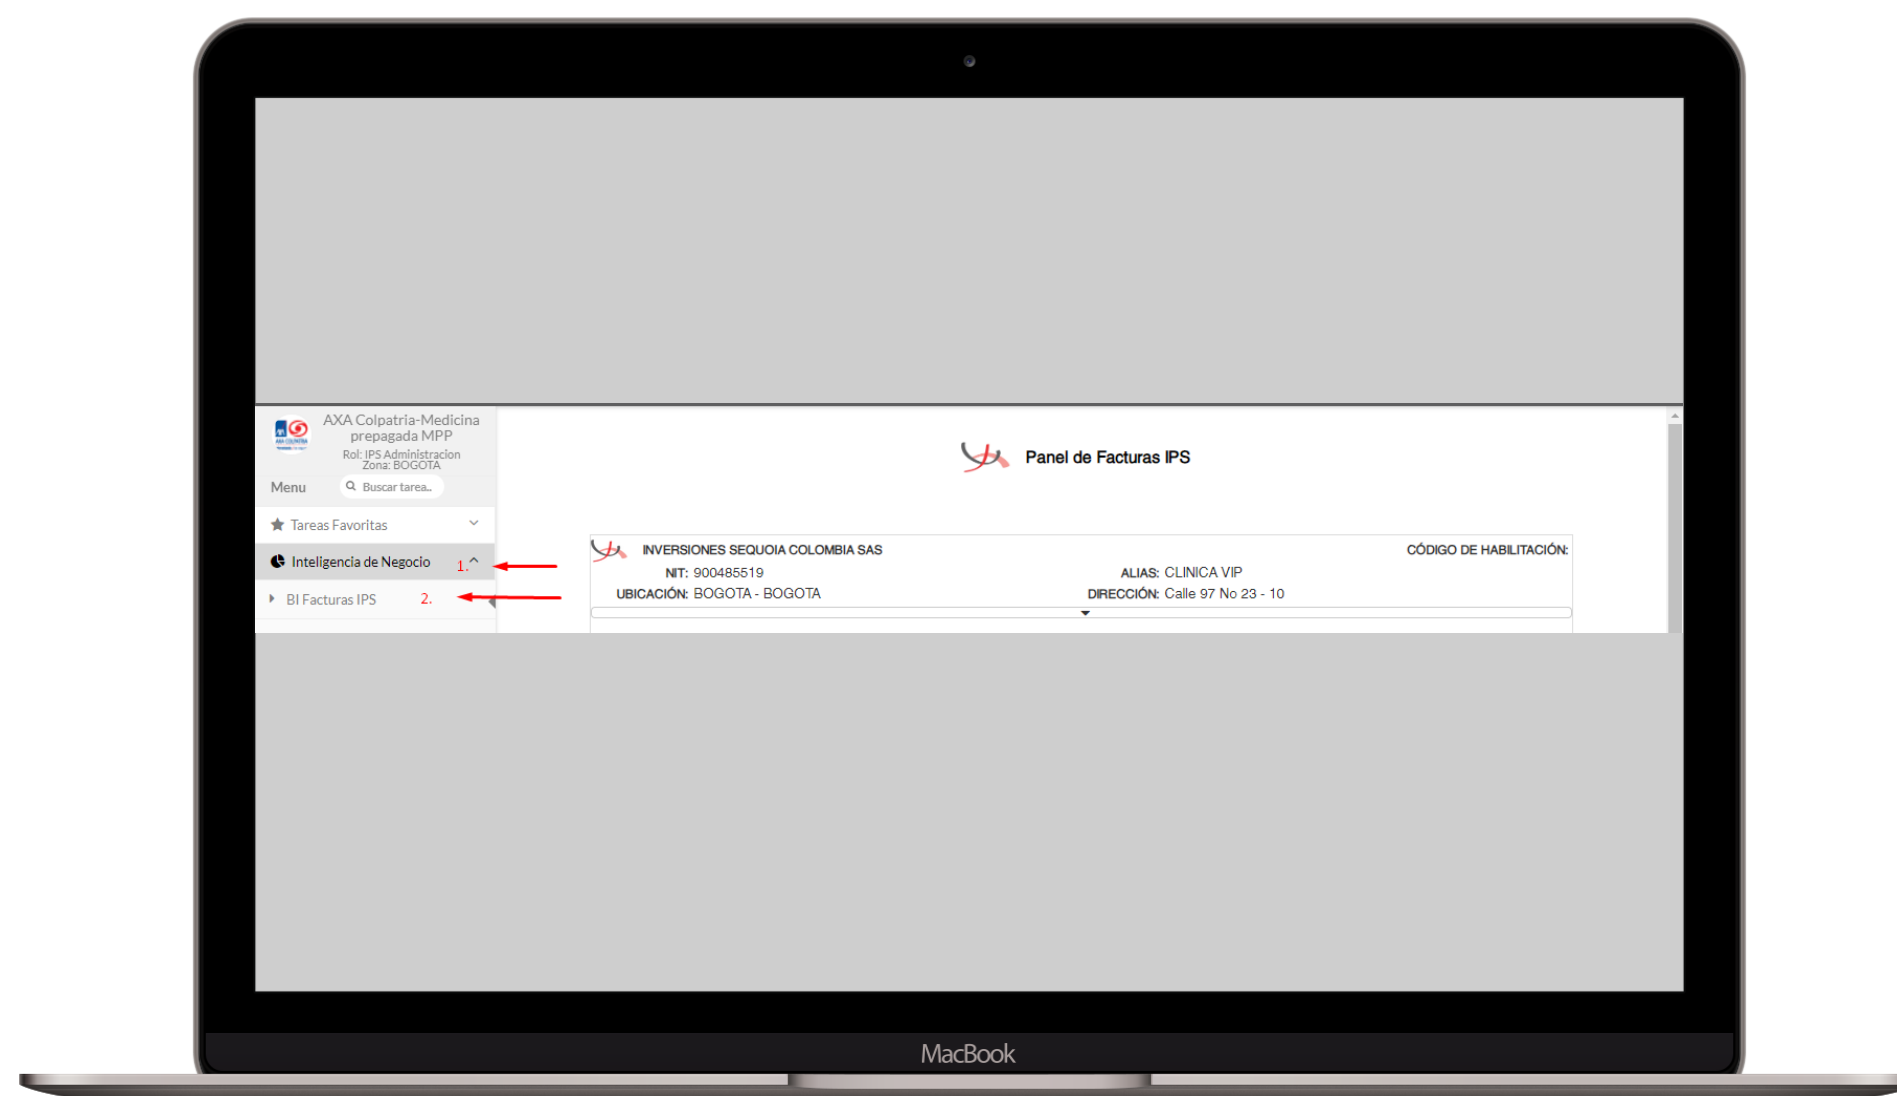 AXA Colpatria-Medicina
prepagada MPP
Rol: IPS Administracion
Zona: BOGOTA
Menu
Buscar tarea..
Tareas Favoritas
Inteligencia de Negocio 1.
BI Facturas IPS 2.
Panel de Facturas IPS
INVERSIONES SEQUOIA COLOMBIA SAS CÓDIGO DE HABILITACIÓN:
NIT: 900485519 ALIAS: CLINICA VIP
UBICACIÓN: BOGOTA - BOGOTA DIRECCIÓN: Calle 97 No 23 - 10
MacBook